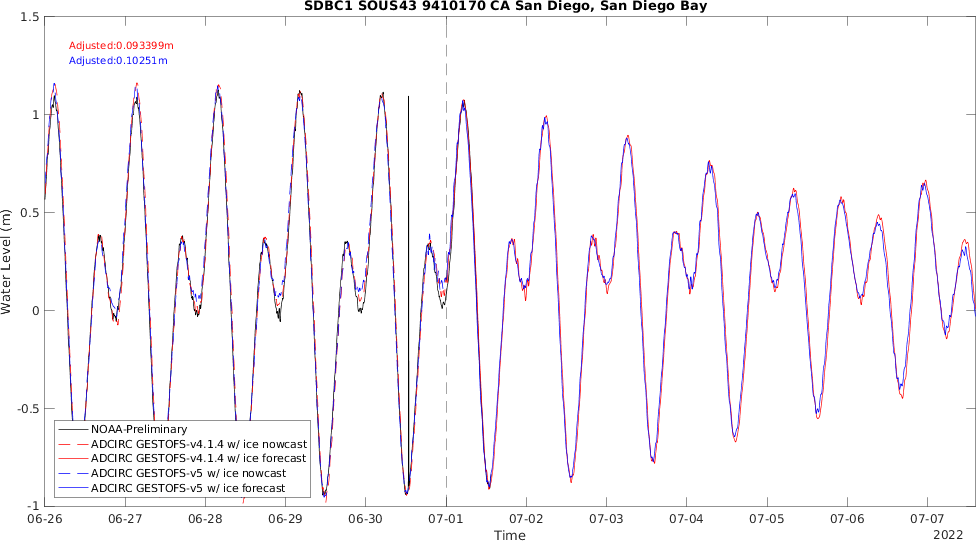 SDBC1 SOUS43 9410170 CA San Diego, San Diego Bay
1.5
Adjusted:0.093399m
Adjusted:0.10251m
1
0.5
0
-0.5
-1
Water Level (m)
NOAA-Preliminary
ADCIRC GESTOFS-v4.1.4 w/ ice nowcast
ADCIRC GESTOFS-v4.1.4 w/ ice forecast
ADCIRC GESTOFS-v5 w/ ice nowcast
ADCIRC GESTOFS-v5 w/ ice forecast
06-26 06-27 06-28 06-29 06-30 07-01 07-02 07-03 07-04 07-05 07-06 07-07
Time
2022